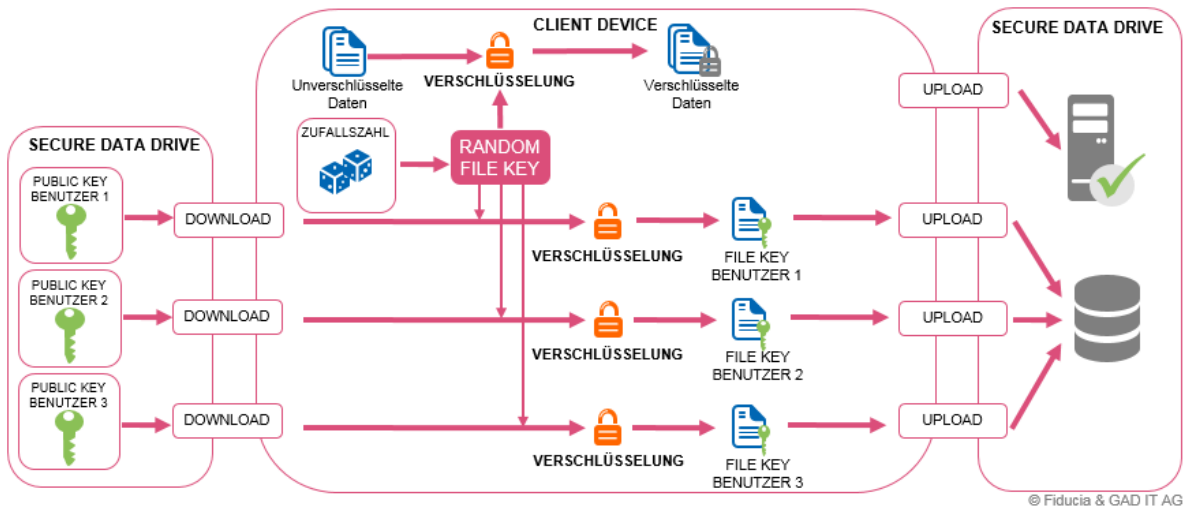 CLIENT DEVICE
SECURE DATA DRIVE
Unverschlüsselte
Daten
VERSCHLÜSSELUNG
Verschlüsselte
Daten
UPLOAD
SECURE DATA DRIVE
ZUFALLSZAHL
RANDOM
FILE KEY
PUBLIC KEY
BENUTZER 1
DOWNLOAD
VERSCHLÜSSELUNG
FILE KEY
BENUTZER 1
UPLOAD
PUBLIC KEY
BENUTZER 2
DOWNLOAD
VERSCHLÜSSELUNG
FILE KEY
BENUTZER 2
UPLOAD
PUBLIC KEY
BENUTZER 3
DOWNLOAD
VERSCHLÜSSELUNG
FILE KEY
BENUTZER 3
UPLOAD
© Fiducia & GAD IT AG